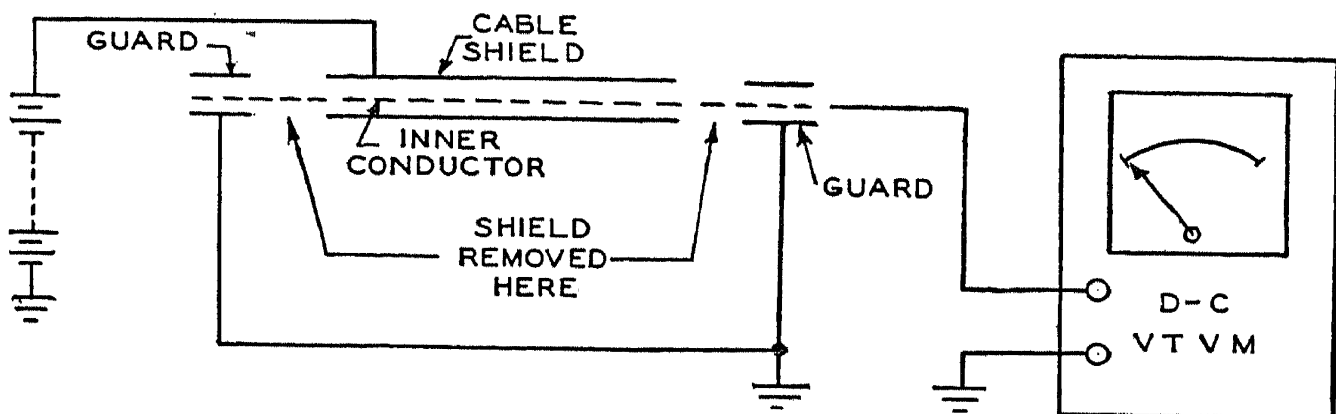 CABLE
SHIELD
GUARD
INNER
CONDUCTOR
GUARD
SHIELD
REMOVED
HERE
D-C
VTVM